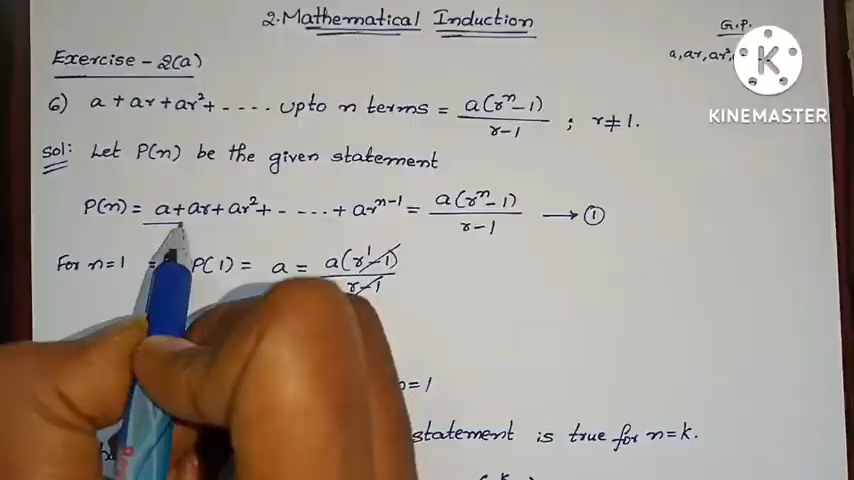 2. Mathematical Induction
G.P.
a, ar, ar²,
Exercise - 2(a)
6) a + ar + ar² + - - - - upto n terms = a(rⁿ-1)/r-1 ; r≠1.
Sol: Let P(n) be the given statement
P(n) = a + ar + ar² + - - - - - + arⁿ⁻¹ = a(rⁿ-1)/r-1 → ①
For n=1 P(1) = a = a(r¹-1)/r-1
= 1
statement is true for n=k.
K
KINEMASTER